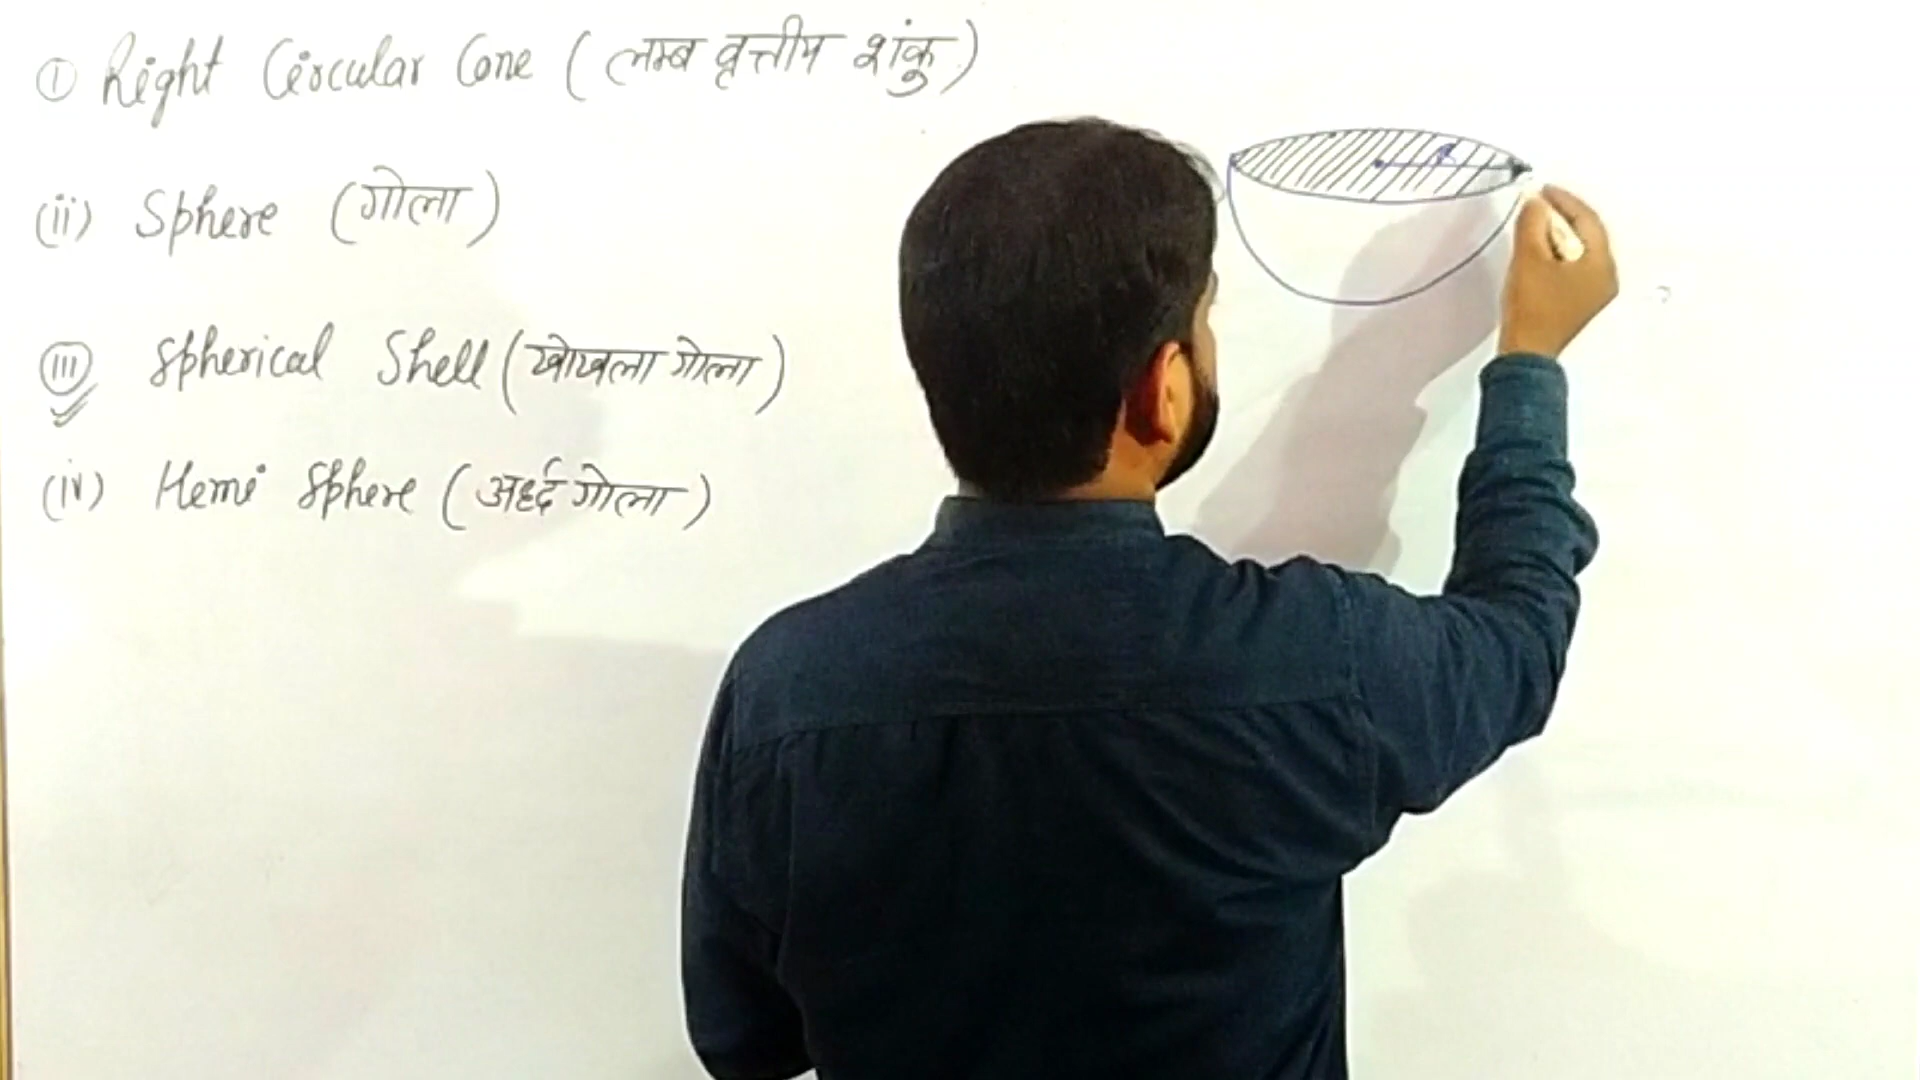 ① Right Circular Cone (लम्ब वृत्तीय शंकु)
(ii) Sphere (गोला)
(iii) Spherical Shell (खोखला गोला)
(iv) Hemi Sphere (अर्द्ध गोला)